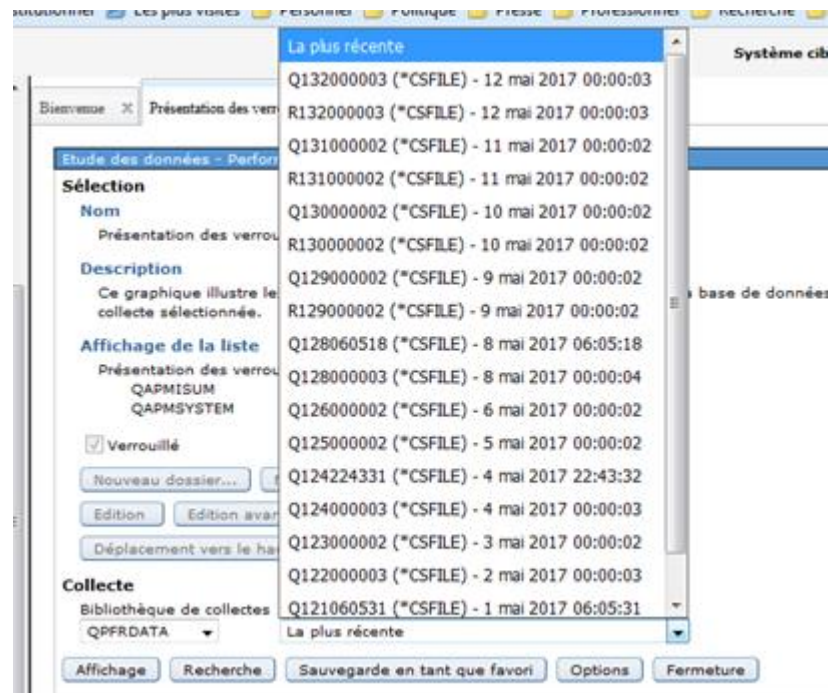 Les plus visités Personnel Politique Presse Professionnel Recherche
Système cib
Bienvenue × Présentation des verr
La plus récente
Q132000003 (*CSFILE) - 12 mai 2017 00:00:03
R132000003 (*CSFILE) - 12 mai 2017 00:00:03
Q131000002 (*CSFILE) - 11 mai 2017 00:00:02
R131000002 (*CSFILE) - 11 mai 2017 00:00:02
Q130000002 (*CSFILE) - 10 mai 2017 00:00:02
R130000002 (*CSFILE) - 10 mai 2017 00:00:02
Q129000002 (*CSFILE) - 9 mai 2017 00:00:02
R129000002 (*CSFILE) - 9 mai 2017 00:00:02
Q128060518 (*CSFILE) - 8 mai 2017 06:05:18
Q128000003 (*CSFILE) - 8 mai 2017 00:00:04
Q126000002 (*CSFILE) - 6 mai 2017 00:00:02
Q125000002 (*CSFILE) - 5 mai 2017 00:00:02
Q124224331 (*CSFILE) - 4 mai 2017 22:43:32
Q124000003 (*CSFILE) - 4 mai 2017 00:00:03
Q123000002 (*CSFILE) - 3 mai 2017 00:00:02
Q122000003 (*CSFILE) - 2 mai 2017 00:00:03
Q121060531 (*CSFILE) - 1 mai 2017 06:05:31
Etude des données - Perfor
Sélection
Nom
Présentation des verrou
Description
Ce graphique illustre le
a base de données
collecte sélectionnée.
Affichage de la liste
Présentation des verrou
QAPMISUM
QAPMSYSTEM
Verrouillé
Nouveau dossier...
Edition Edition avan
Déplacement vers le ha
Collecte
Bibliothèque de collectes
QPFRDATA La plus récente
Affichage Recherche Sauvegarde en tant que favori Options Fermeture